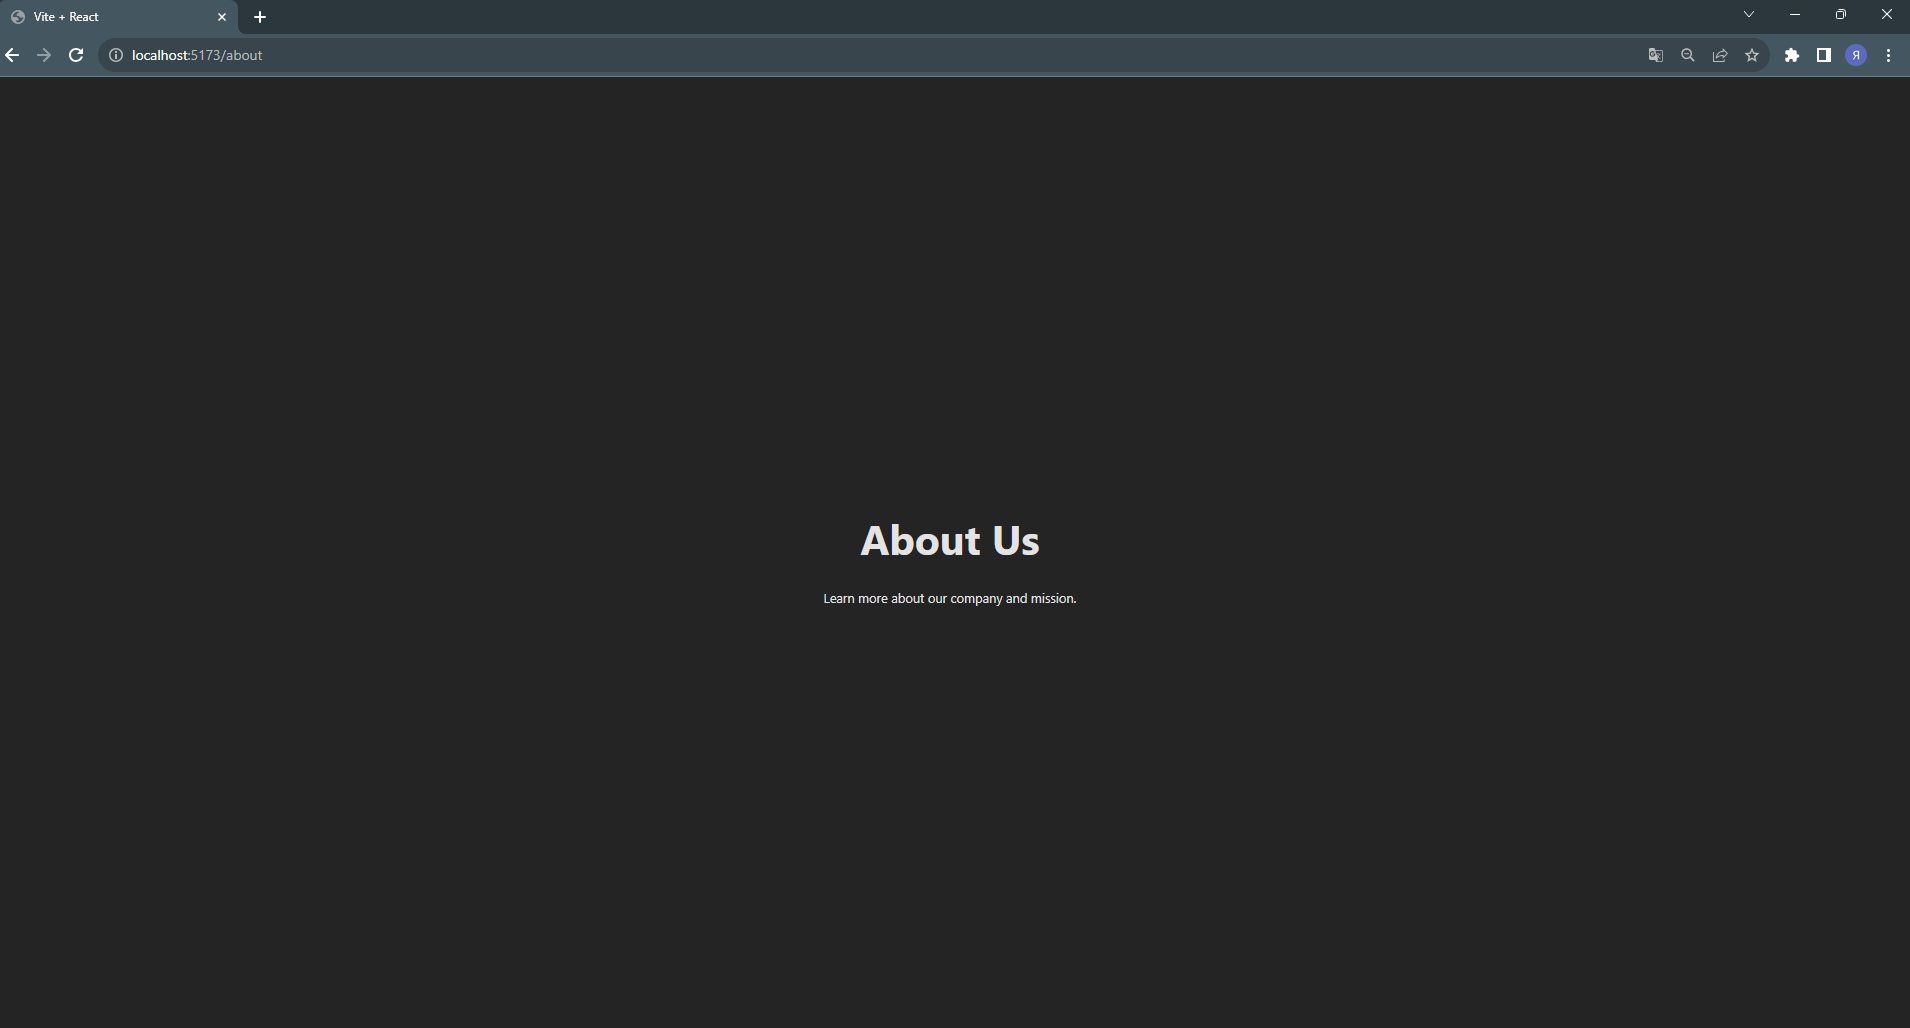 Vite + React
localhost:5173/about
Я
About Us
Learn more about our company and mission.